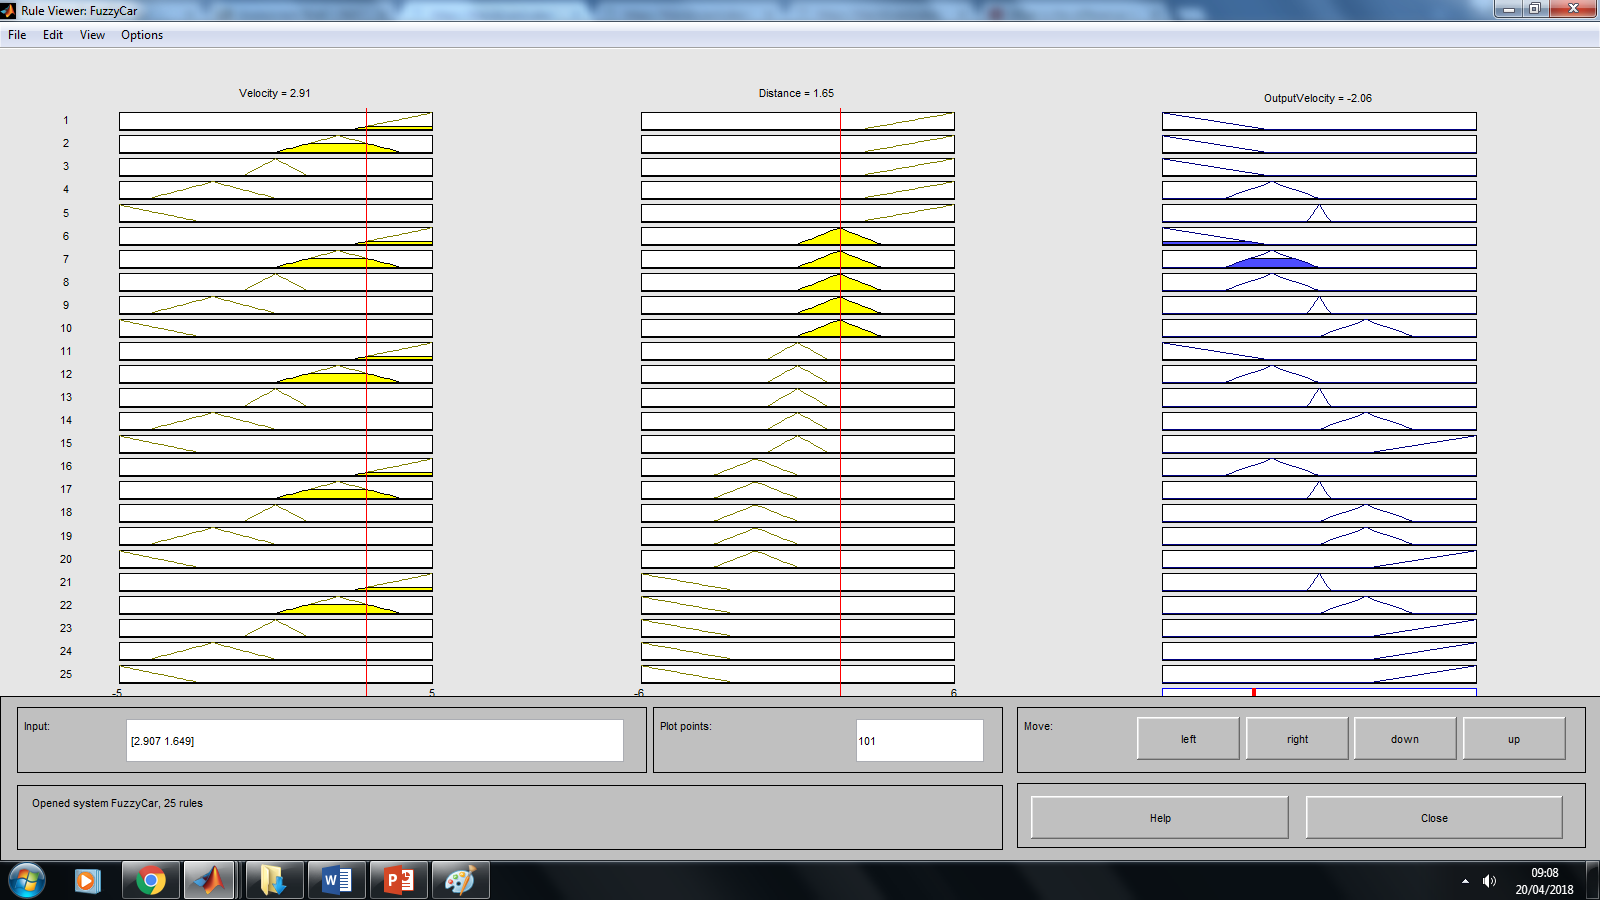 Rule Viewer: FuzzyCar
File Edit View Options
Velocity = 2.91
Distance = 1.65
OutputVelocity = -2.06
1
2
3
4
5
6
7
8
9
10
11
12
13
14
15
16
17
18
19
20
21
22
23
24
25
-5 5 -6 6
Input:
[2.907 1.649]
Plot points:
101
Move:
left right down up
Opened system FuzzyCar, 25 rules
Help Close
09:08
20/04/2018